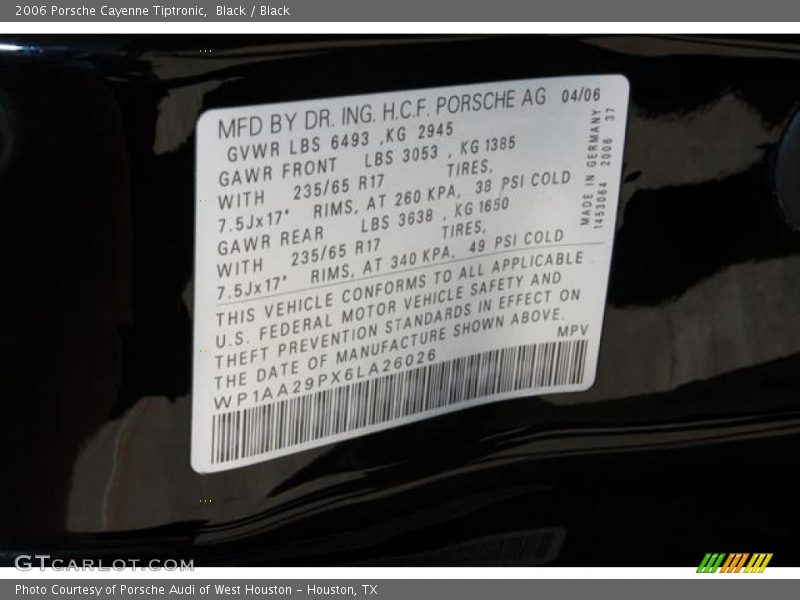 2006 Porsche Cayenne Tiptronic, Black / Black
MFD BY DR. ING. H.C.F. PORSCHE AG 04/06
GVWR LBS 6493 ,KG 2945
GAWR FRONT LBS 3053 , KG 1385
WITH 235/65 R17 TIRES,
7.5Jx17" RIMS, AT 260 KPA, 38 PSI COLD
GAWR REAR LBS 3638 , KG 1650
WITH 235/65 R17 TIRES,
7.5Jx17" RIMS, AT 340 KPA, 49 PSI COLD
THIS VEHICLE CONFORMS TO ALL APPLICABLE
U.S. FEDERAL MOTOR VEHICLE SAFETY AND
THEFT PREVENTION STANDARDS IN EFFECT ON
THE DATE OF MANUFACTURE SHOWN ABOVE.
WP1AA29PX6LA26026 MPV
MADE IN GERMANY
1453064 2006 37
GTCARLOT.COM
Photo Courtesy of Porsche Audi of West Houston - Houston, TX